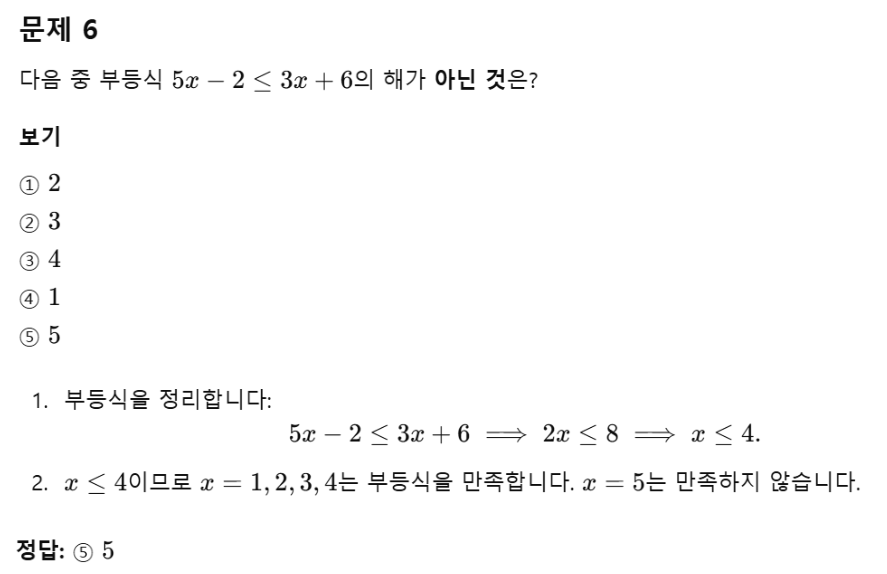 문제 6
다음 중 부등식 5x − 2 ≤ 3x + 6의 해가 아닌 것은?
보기
① 2
② 3
③ 4
④ 1
⑤ 5
1. 부등식을 정리합니다:
5x − 2 ≤ 3x + 6 ⟹ 2x ≤ 8 ⟹ x ≤ 4.
2. x ≤ 4이므로 x = 1, 2, 3, 4는 부등식을 만족합니다. x = 5는 만족하지 않습니다.
정답: ⑤ 5